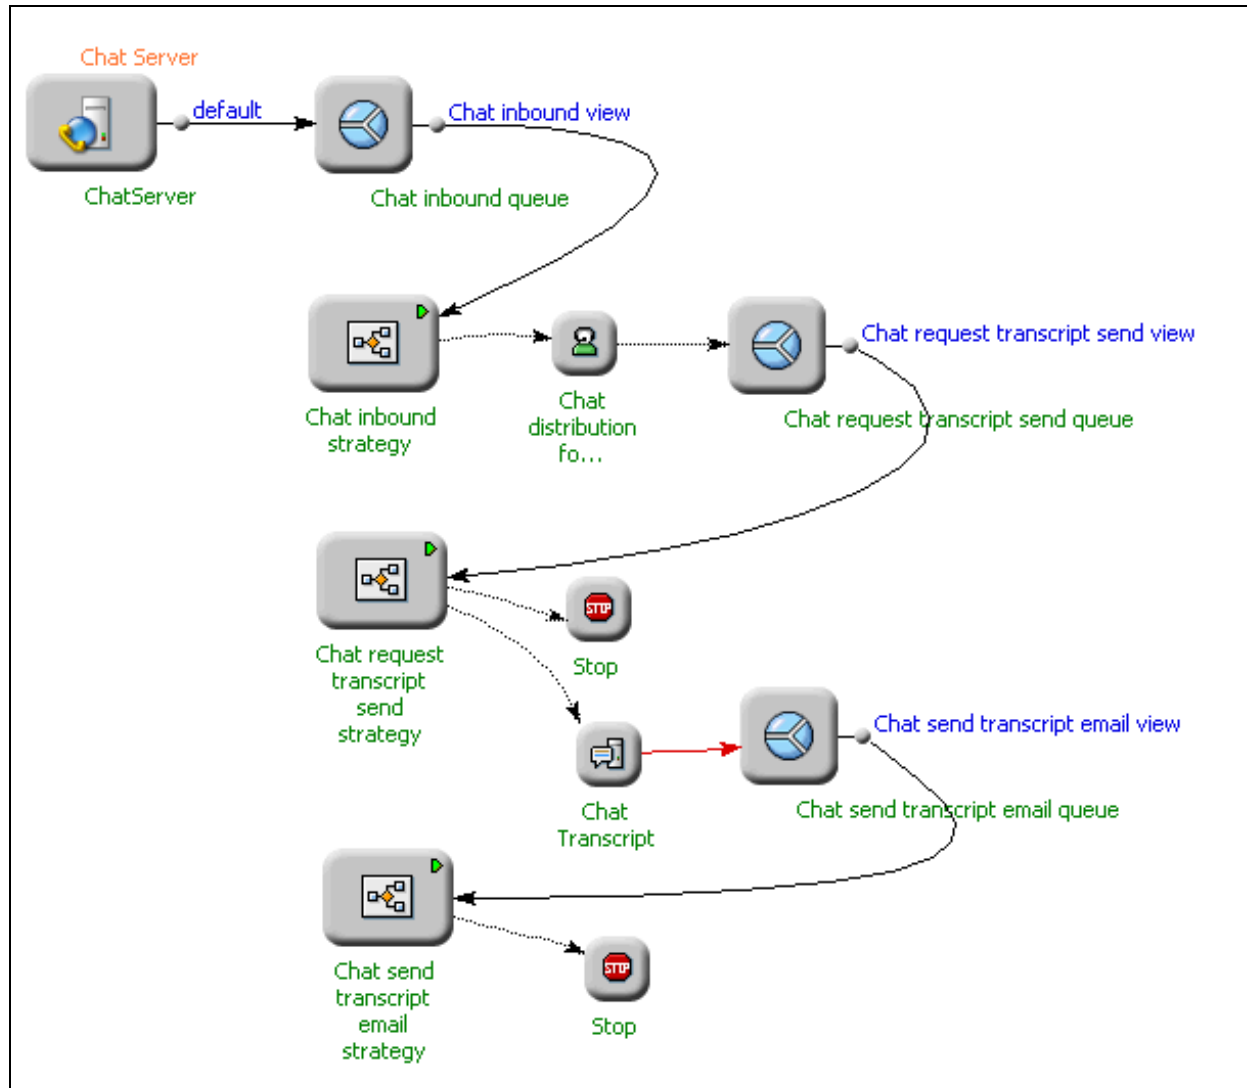 Chat Server
default
Chat inbound view
ChatServer
Chat inbound queue
Chat request transcript send view
Chat inbound
strategy
Chat
distribution
fo...
Chat request transcript send queue
STOP
Chat request
transcript
send
strategy
Stop
Chat send transcript email view
Chat
Transcript
Chat send transcript email queue
STOP
Chat send
transcript
email
strategy
Stop